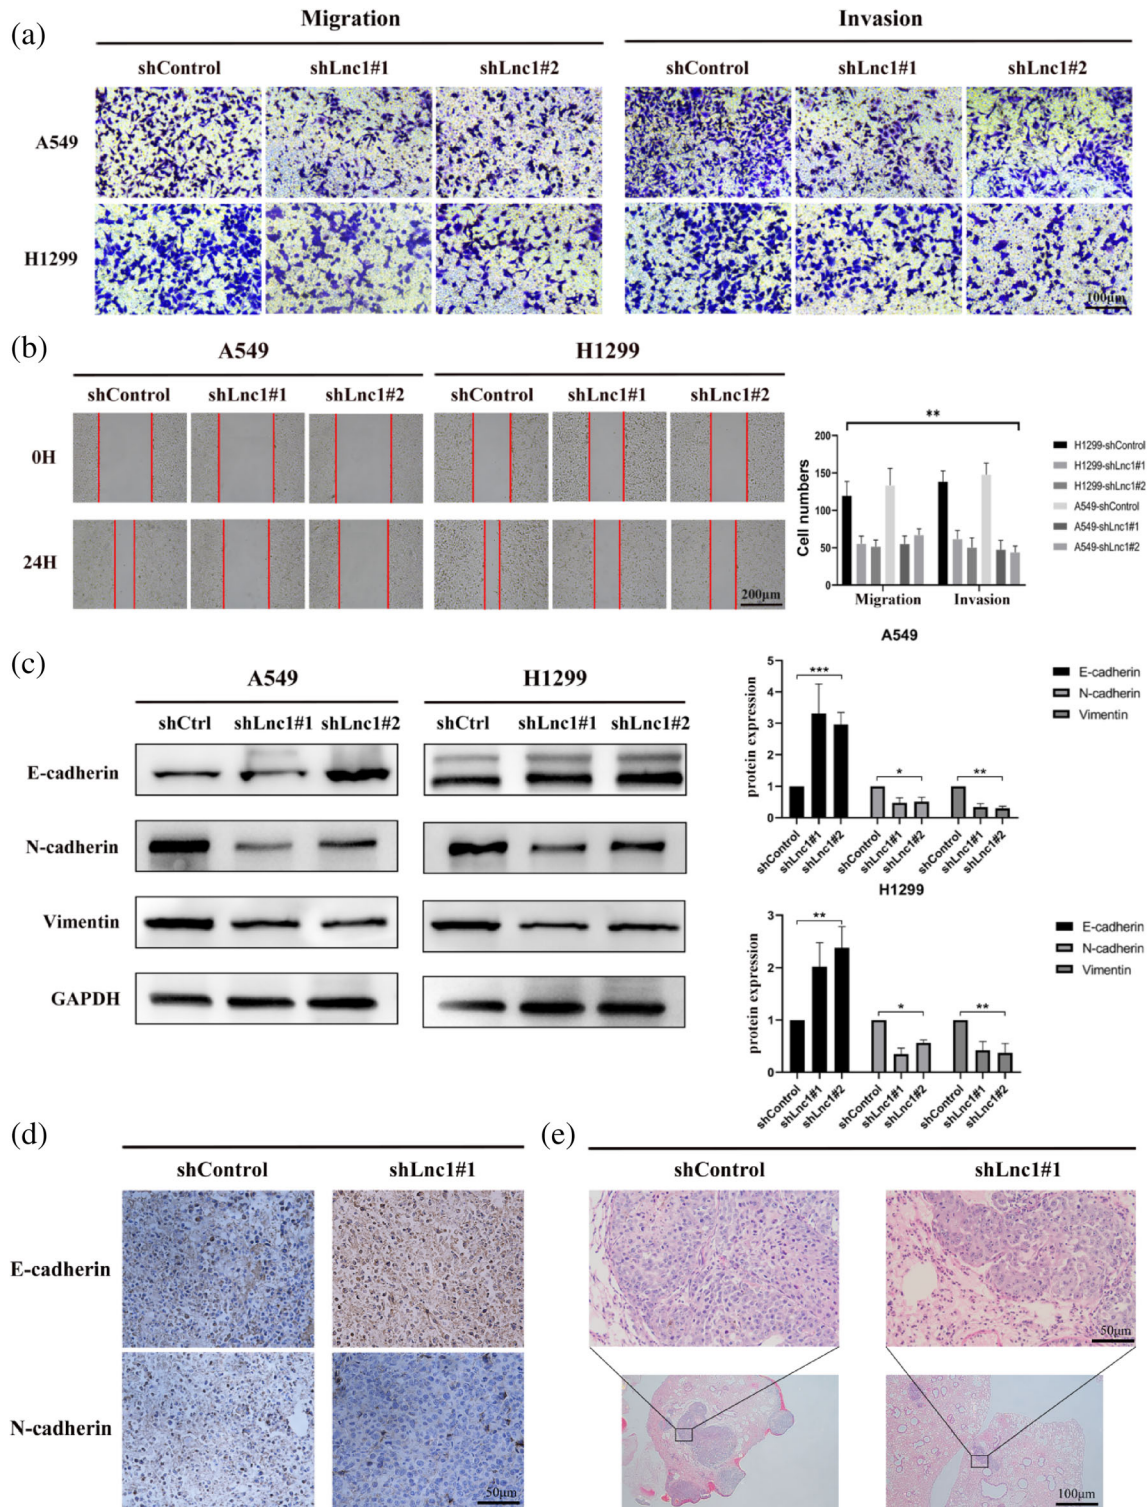 (a)
Migration
Invasion
shControl shLnc1#1 shLnc1#2 shControl shLnc1#1 shLnc1#2
A549
H1299
100μm
(b)
A549
H1299
shControl shLnc1#1 shLnc1#2 shControl shLnc1#1 shLnc1#2
0H
24H
200μm
**
Cell numbers
200
150
100
50
0
Migration Invasion
H1299-shControl
H1299-shLnc1#1
H1299-shLnc1#2
A549-shControl
A549-shLnc1#1
A549-shLnc1#2
(c)
A549
H1299
shCtrl shLnc1#1 shLnc1#2 shCtrl shLnc1#1 shLnc1#2
E-cadherin
N-cadherin
Vimentin
GAPDH
A549
protein expression
5
4
3
2
1
0
*** * **
shControl shLnc1#1 shLnc1#2 shControl shLnc1#1 shLnc1#2 shControl shLnc1#1 shLnc1#2
E-cadherin
N-cadherin
Vimentin
H1299
protein expression
3
2
1
0
** * **
shControl shLnc1#1 shLnc1#2 shControl shLnc1#1 shLnc1#2 shControl shLnc1#1 shLnc1#2
E-cadherin
N-cadherin
Vimentin
(d)
shControl shLnc1#1
E-cadherin
N-cadherin
50μm
(e)
shControl shLnc1#1
50μm
100μm